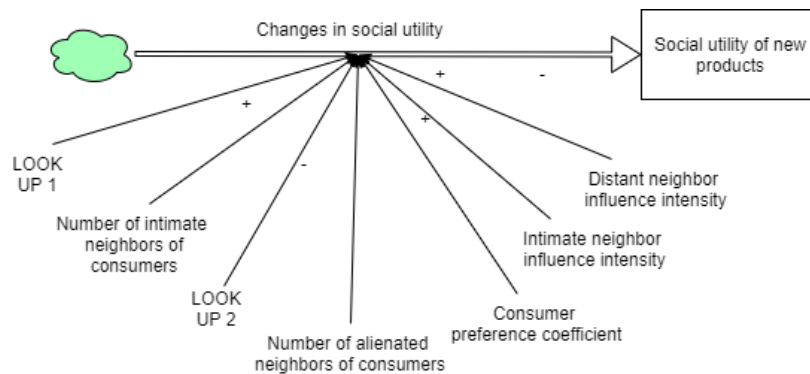 Changes in social utility
Social utility of new
products
+
-
+
+
-
LOOK
UP 1
Number of intimate
neighbors of
consumers
LOOK
UP 2
Number of alienated
neighbors of consumers
Consumer
preference coefficient
Intimate neighbor
influence intensity
Distant neighbor
influence intensity